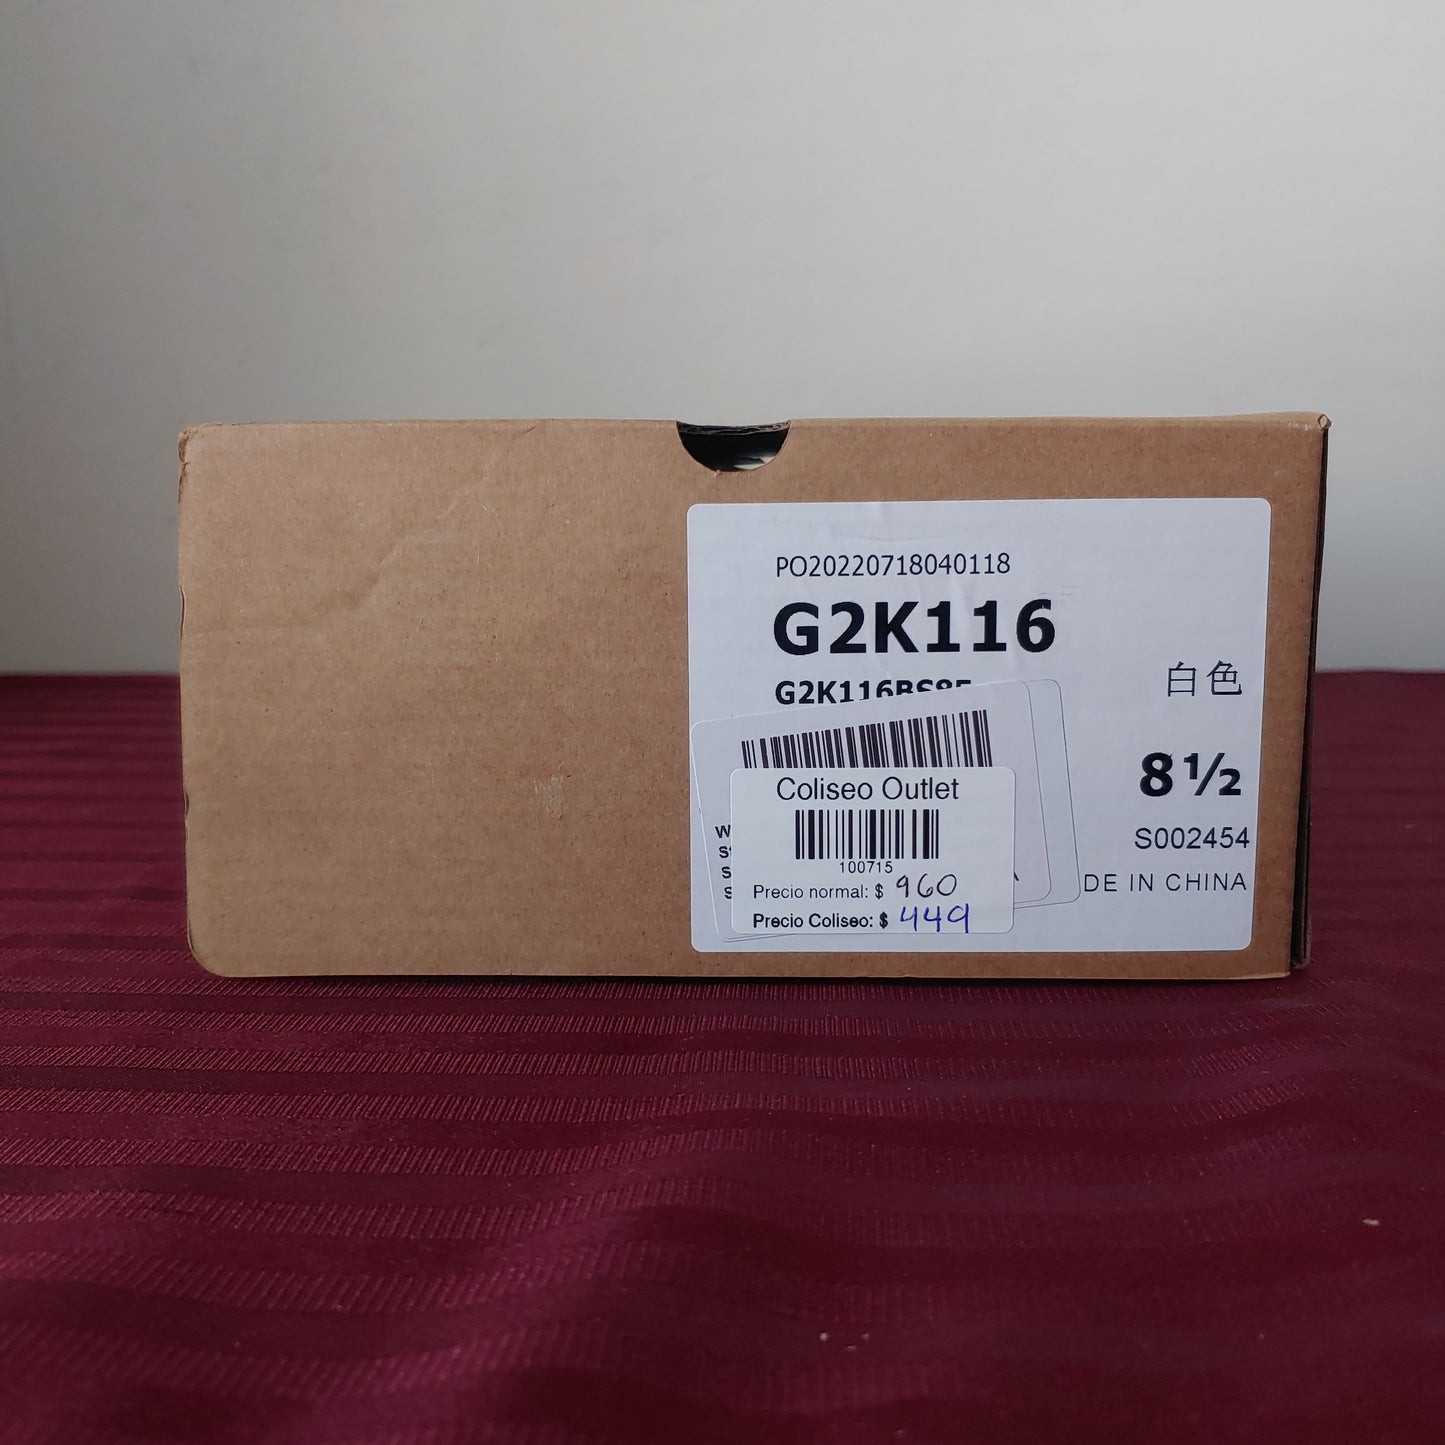 PO20220718040118
G2K116
白色
8½
Coliseo Outlet
100715
Precio normal: $ 960
Precio Coliseo: $ 449
S002454
DE IN CHINA